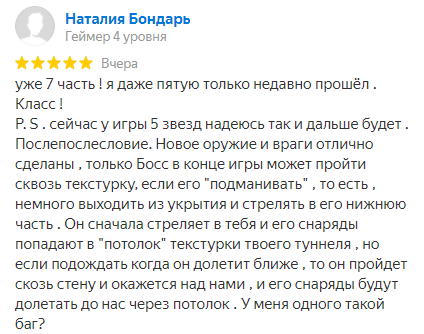 Наталия Бондарь
Геймер 4 уровня
Вчера
уже 7 часть ! я даже пятую только недавно прошёл .
Класс !
P. S . сейчас у игры 5 звезд надеюсь так и дальше будет .
Послепослесловие. Новое оружие и враги отлично
сделаны , только Босс в конце игры может пройти
сквозь текстурку, если его "подманивать" , то есть ,
немного выходить из укрытия и стрелять в его нижнюю
часть . Он сначала стреляет в тебя и его снаряды
попадают в "потолок" текстурки твоего туннеля , но
если подождать когда он долетит ближе , то он пройдет
скозь стену и окажется над нами , и его снаряды будут
долетать до нас через потолок . У меня одного такой
баг?